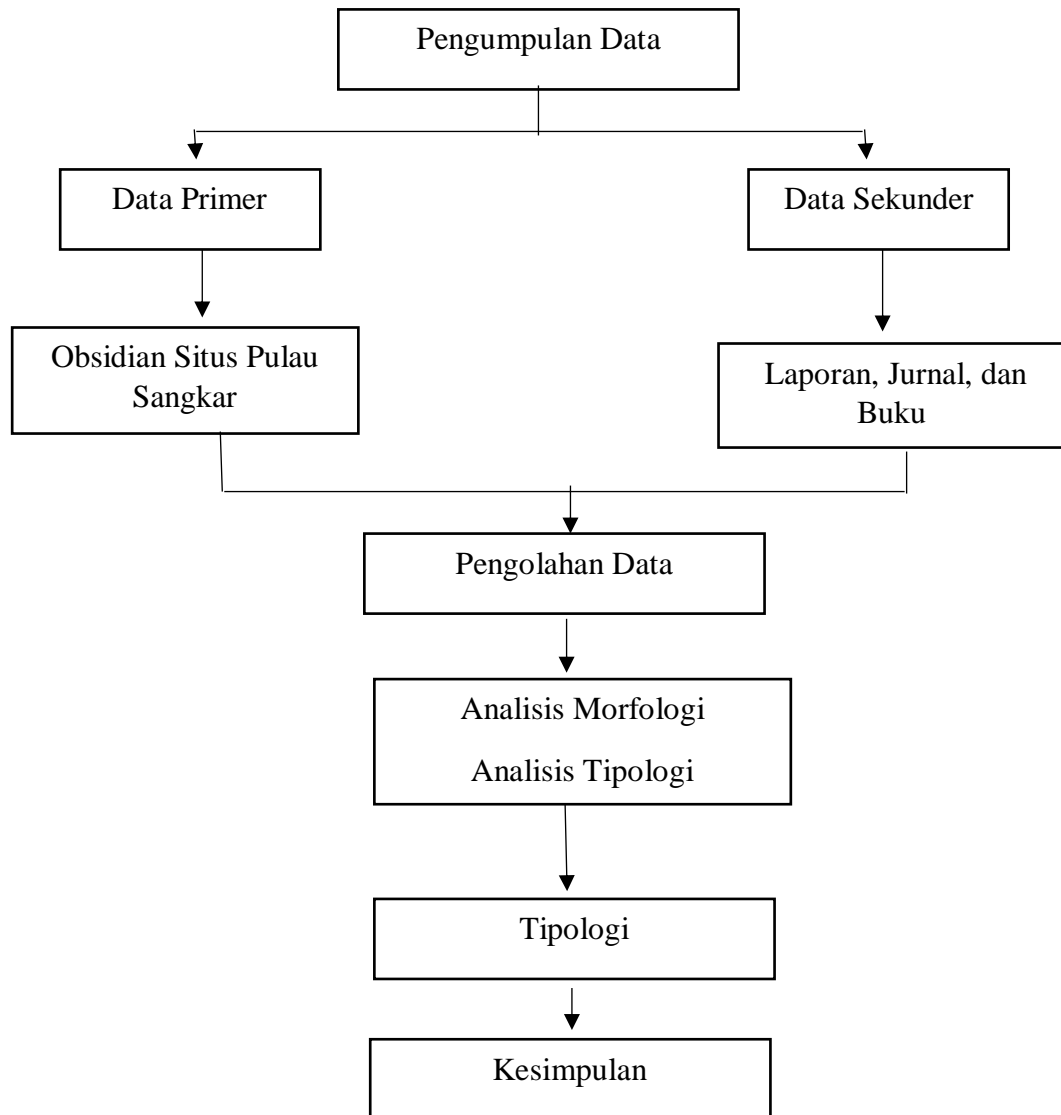 Pengumpulan Data
Data Primer
Data Sekunder
Obsidian Situs Pulau
Sangkar
Laporan, Jurnal, dan
Buku
Pengolahan Data
Analisis Morfologi
Analisis Tipologi
Tipologi
Kesimpulan